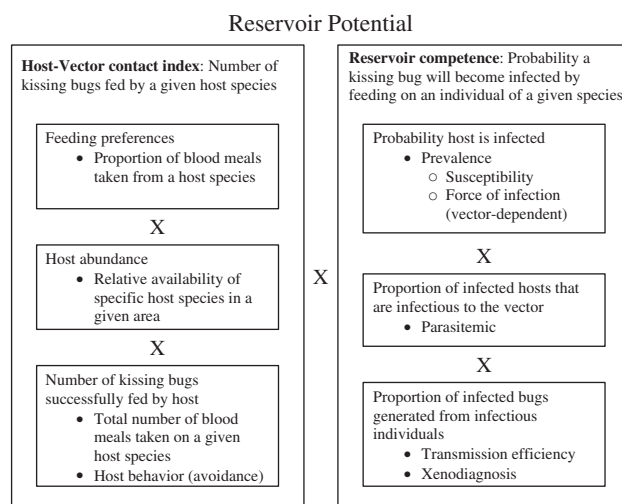 Reservoir Potential
Host-Vector contact index: Number of
kissing bugs fed by a given host species
Feeding preferences
• Proportion of blood meals
taken from a host species
X
Host abundance
• Relative availability of
specific host species in a
given area
X
Number of kissing bugs
successfully fed by host
• Total number of blood
meals taken on a given
host species
• Host behavior (avoidance)
X
Reservoir competence: Probability a
kissing bug will become infected by
feeding on an individual of a given species
Probability host is infected
• Prevalence
○ Susceptibility
○ Force of infection
(vector-dependent)
X
Proportion of infected hosts that
are infectious to the vector
• Parasitemic
X
Proportion of infected bugs
generated from infectious
individuals
• Transmission efficiency
• Xenodiagnosis